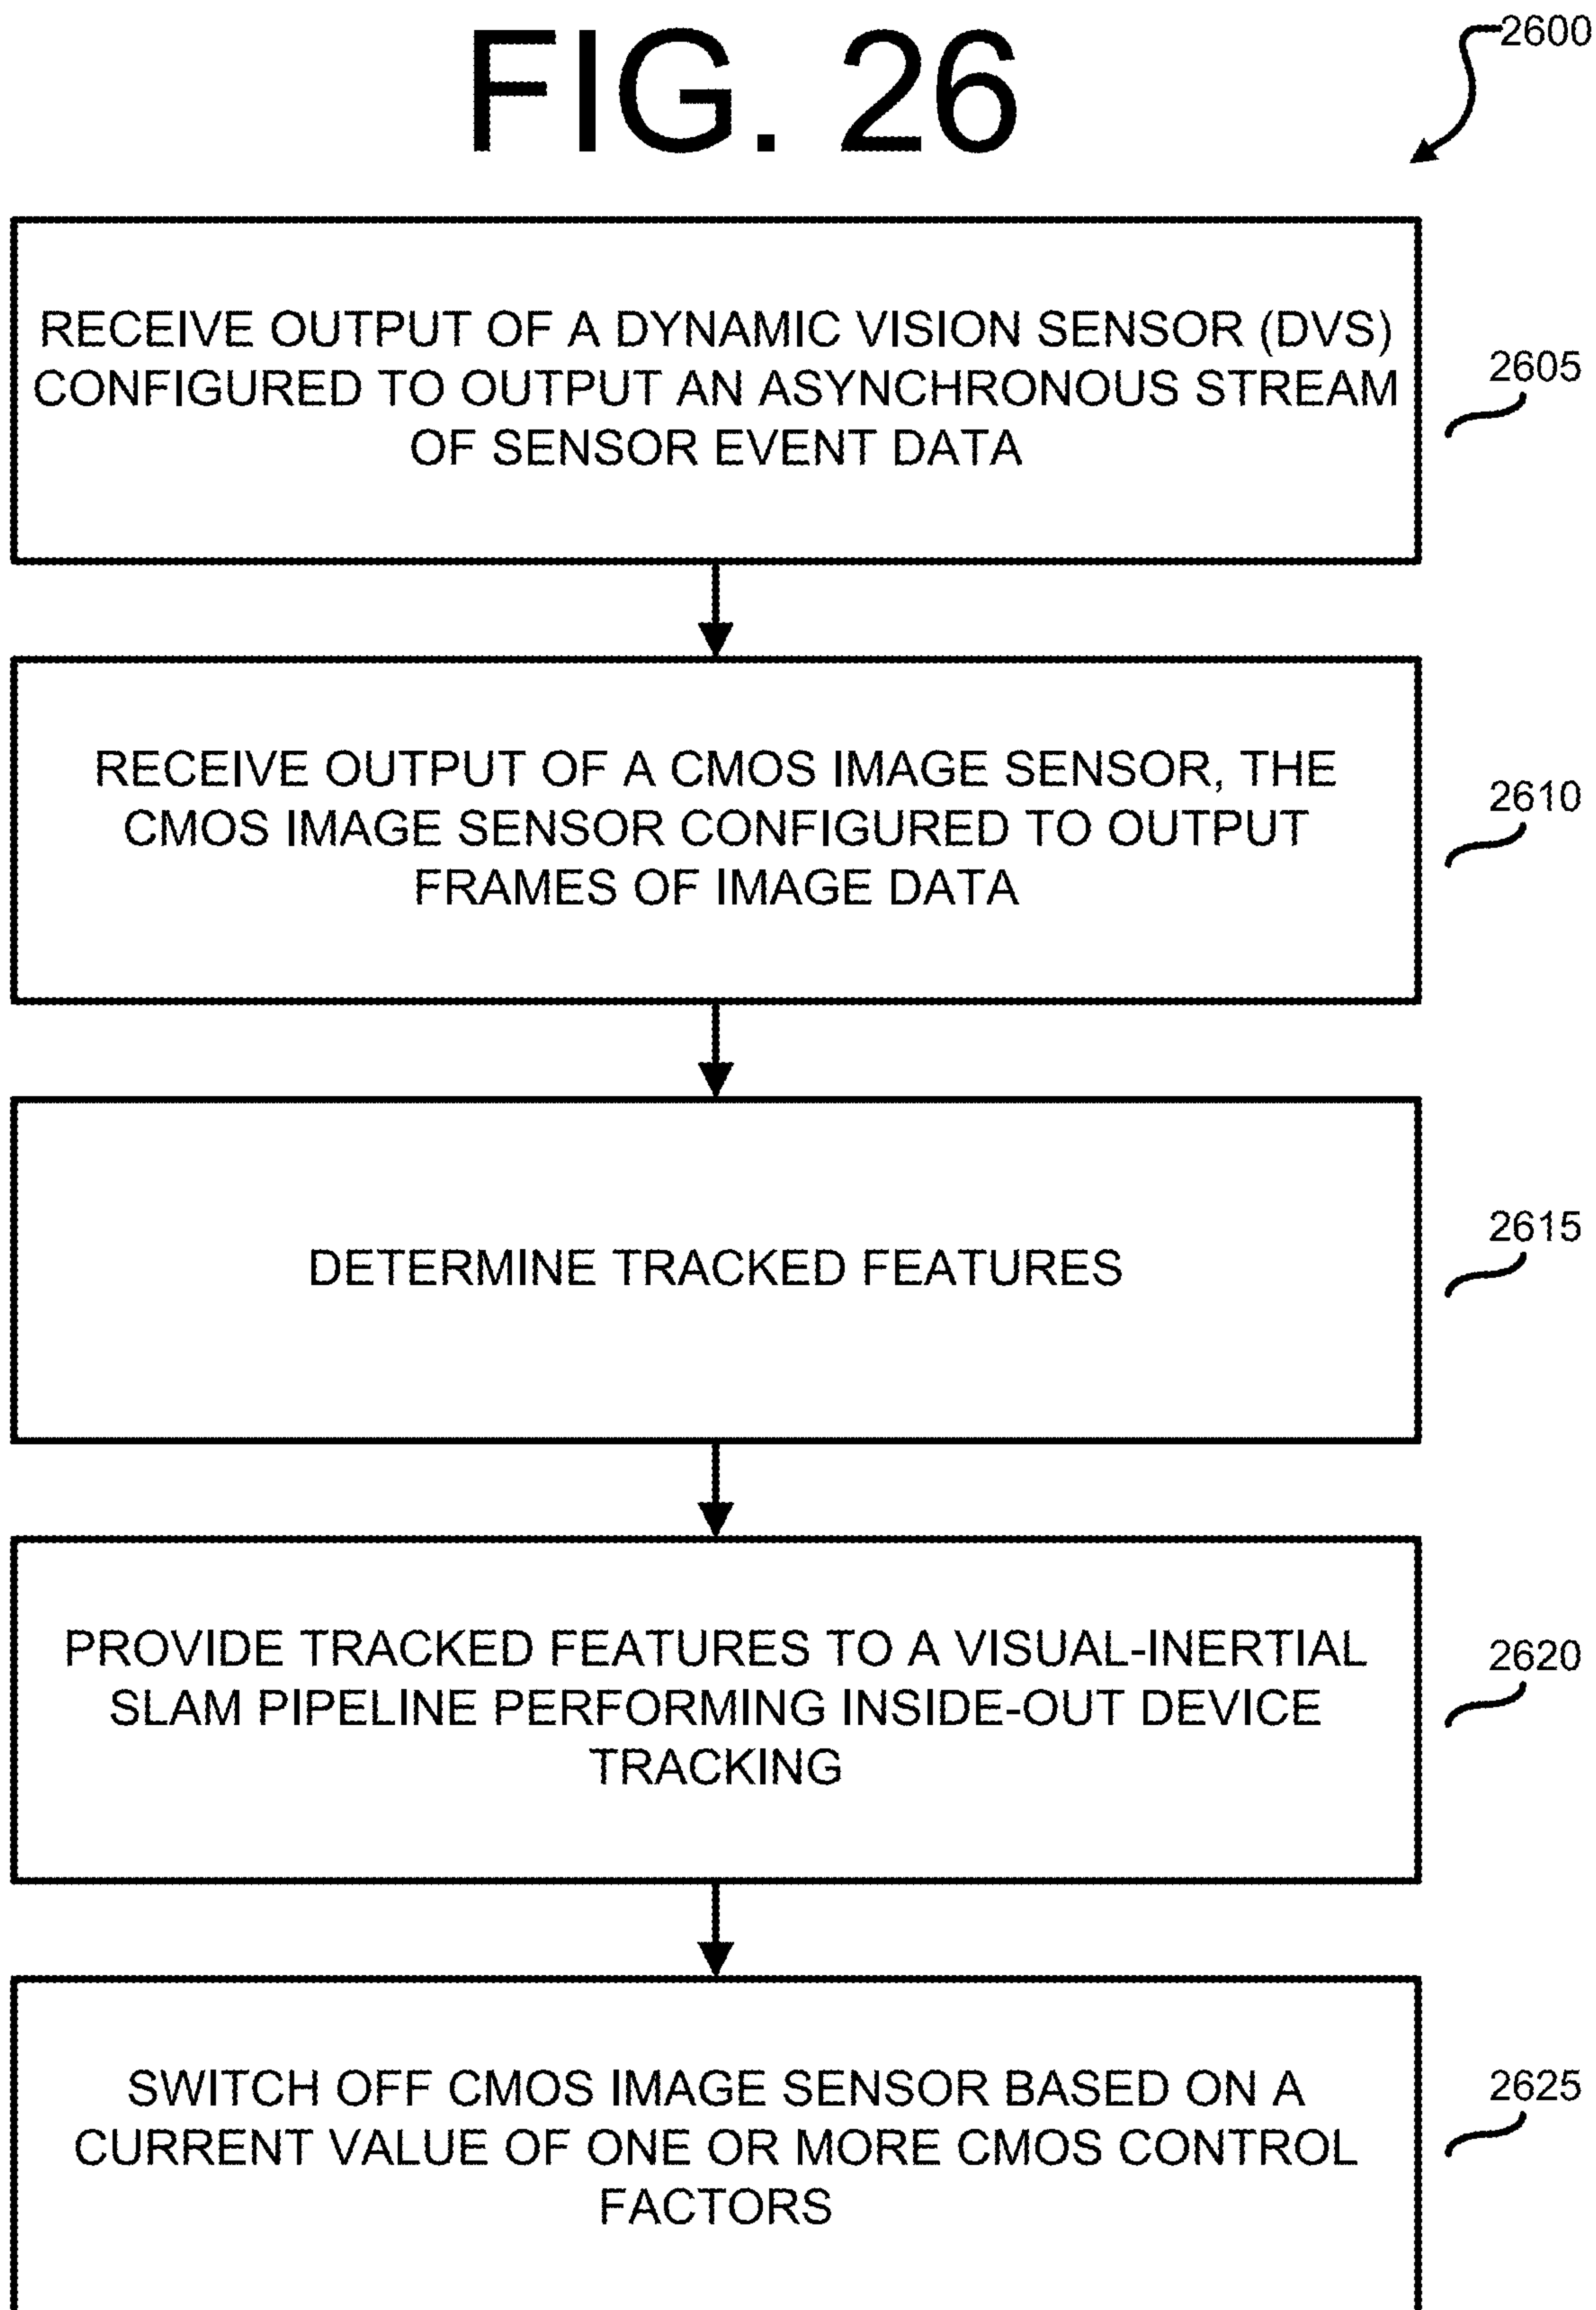 FIG. 26
2600
RECEIVE OUTPUT OF A DYNAMIC VISION SENSOR (DVS)
CONFIGURED TO OUTPUT AN ASYNCHRONOUS STREAM
OF SENSOR EVENT DATA
2605
RECEIVE OUTPUT OF A CMOS IMAGE SENSOR, THE
CMOS IMAGE SENSOR CONFIGURED TO OUTPUT
FRAMES OF IMAGE DATA
2610
DETERMINE TRACKED FEATURES
2615
PROVIDE TRACKED FEATURES TO A VISUAL-INERTIAL
SLAM PIPELINE PERFORMING INSIDE-OUT DEVICE
TRACKING
2620
SWITCH OFF CMOS IMAGE SENSOR BASED ON A
CURRENT VALUE OF ONE OR MORE CMOS CONTROL
FACTORS
2625